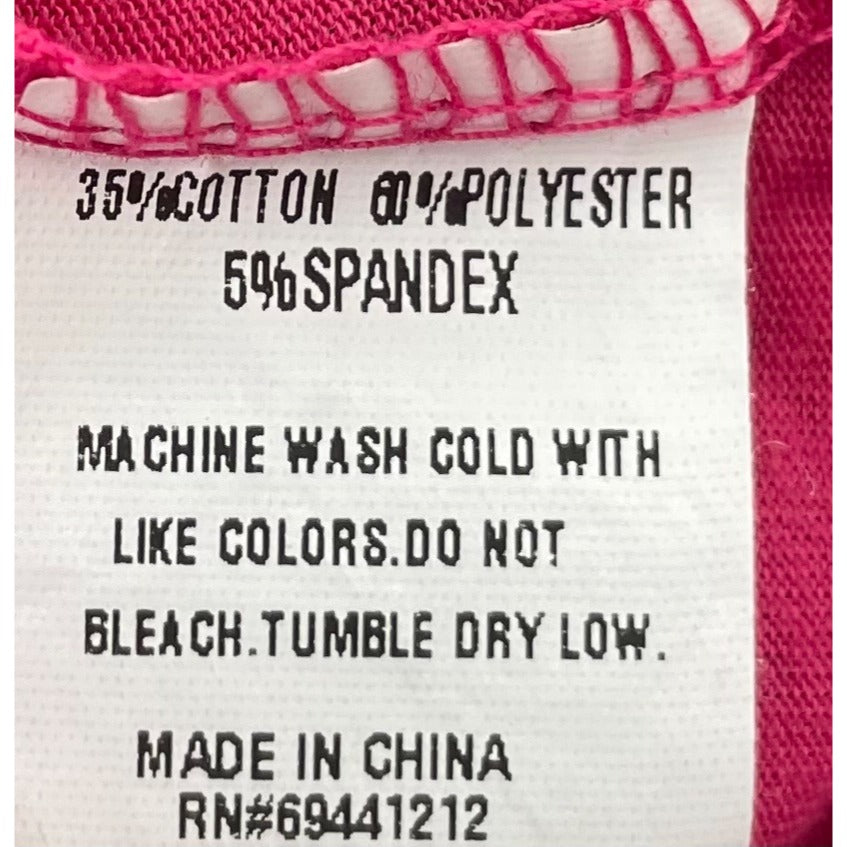 35%COTTON 60%POLYESTER
5%SPANDEX
MACHINE WASH COLD WITH
LIKE COLORS.DO NOT
BLEACH.TUMBLE DRY LOW.
MADE IN CHINA
RN#69441212